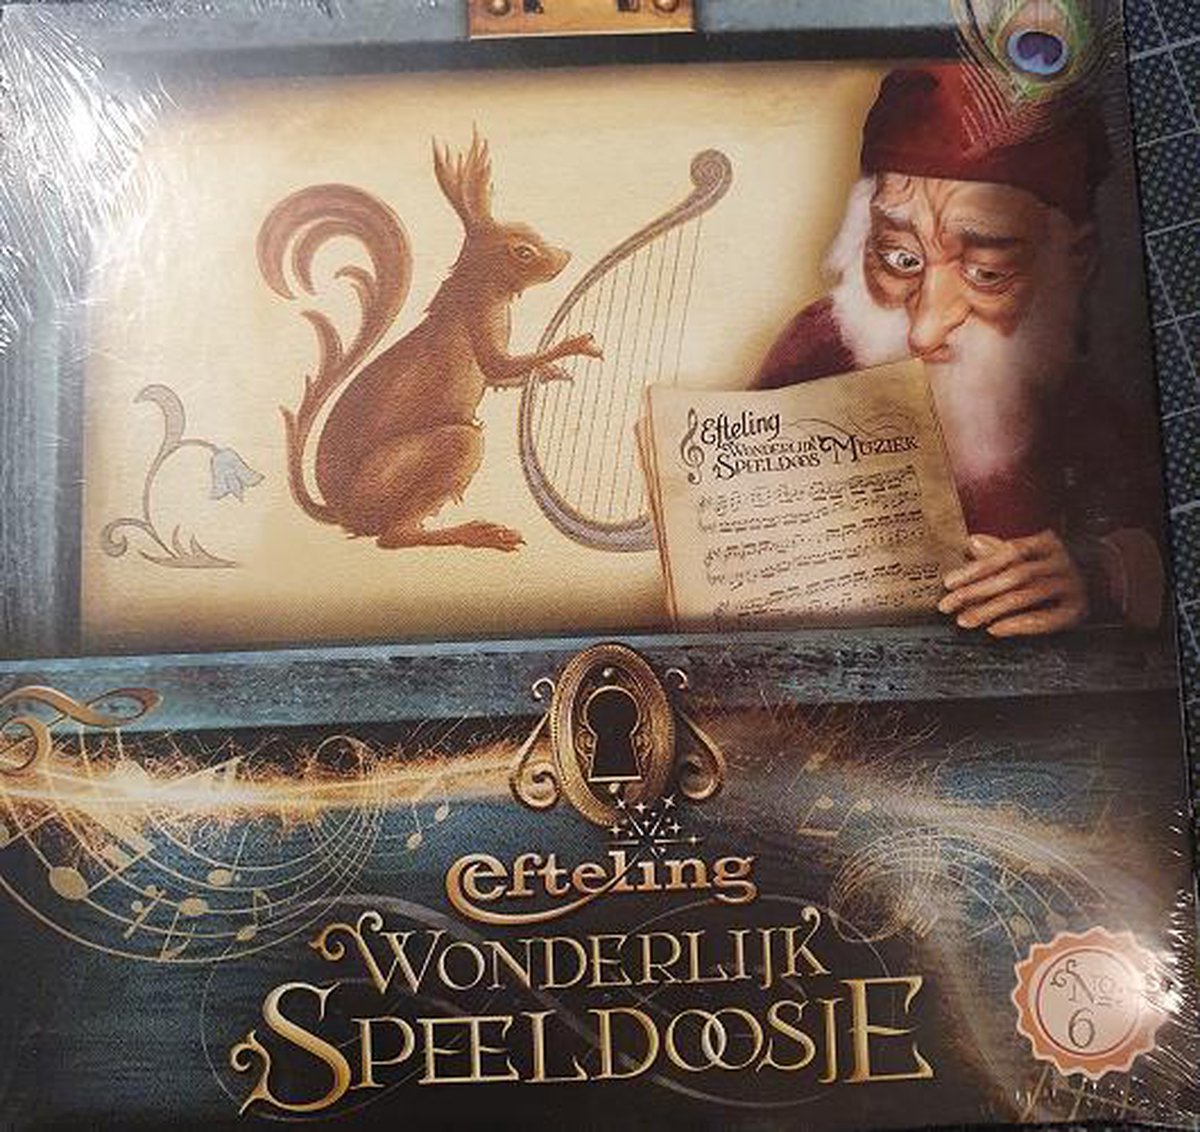 Efteling
Wonderlijk
Speeldoos Muziek
efteling
Wonderlijk
Speeldoosje
No.
6